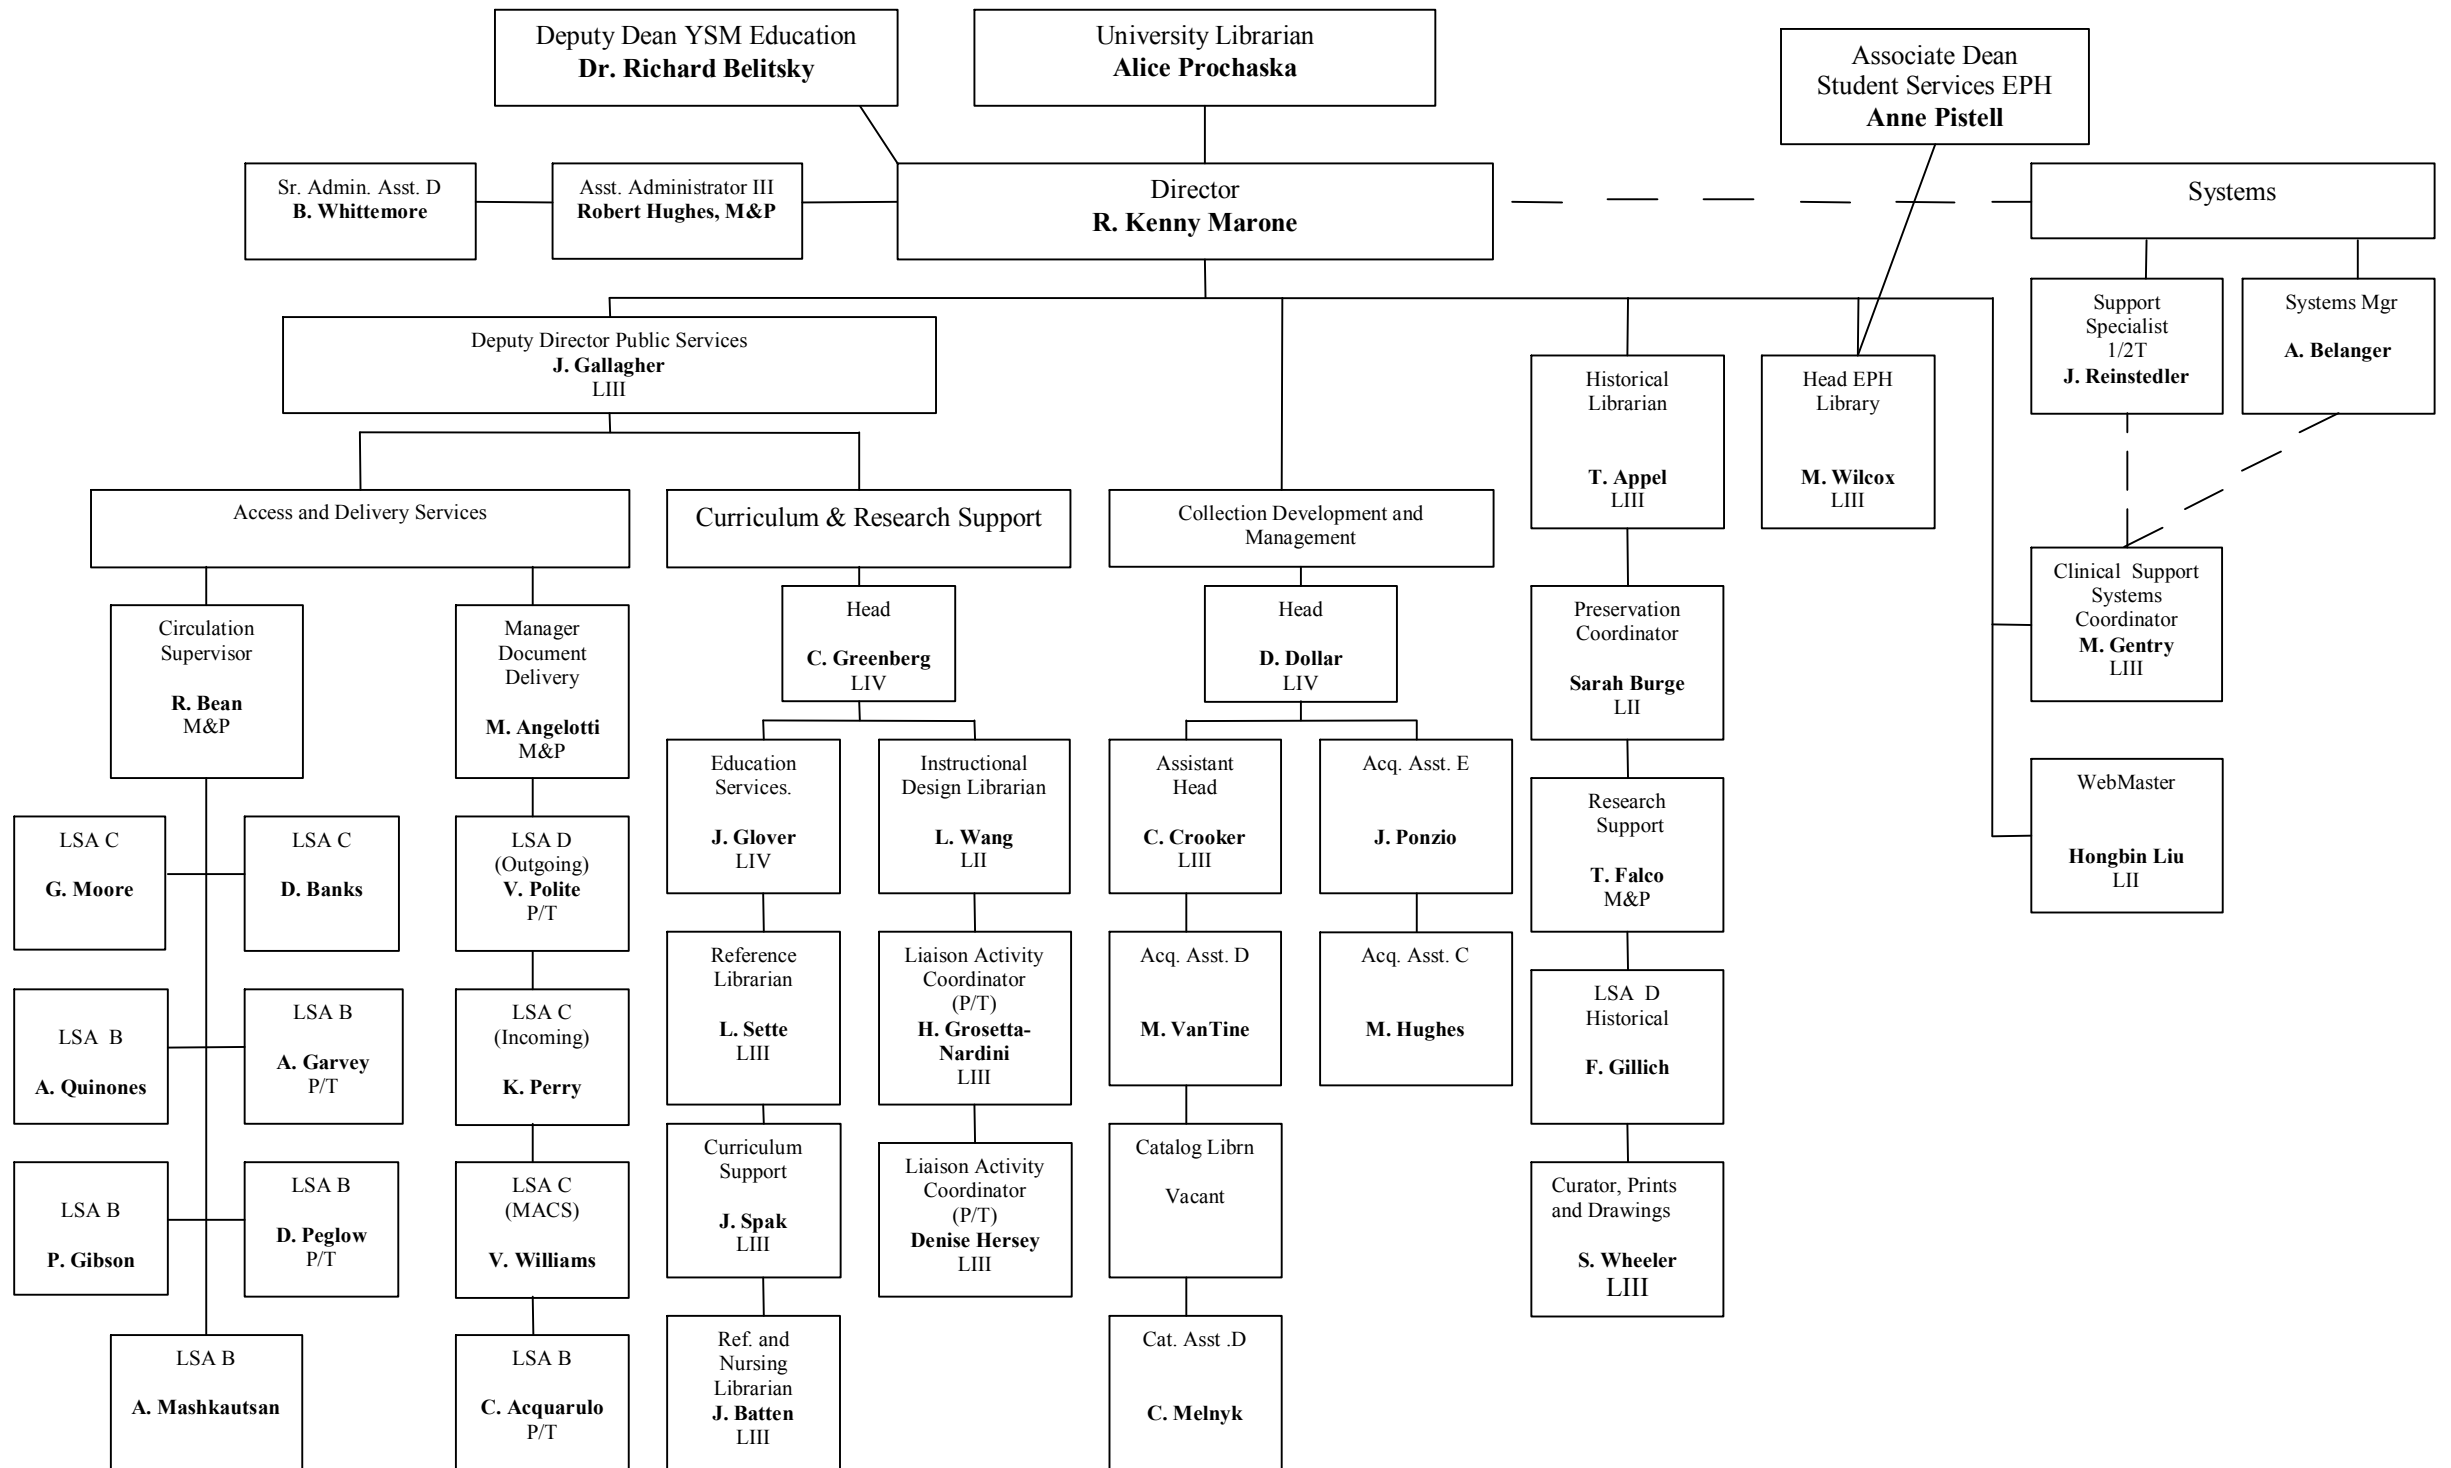 Deputy Dean YSM Education
Dr. Richard Belitsky
University Librarian
Alice Prochaska
Associate Dean
Student Services EPH
Anne Pistell
Sr. Admin. Asst. D
B. Whittemore
Asst. Administrator III
Robert Hughes, M&P
Director
R. Kenny Marone
Systems
Support
Specialist
1/2T
J. Reinstedler
Systems Mgr
A. Belanger
Deputy Director Public Services
J. Gallagher
LIII
Historical
Librarian
T. Appel
LIII
Head EPH
Library
M. Wilcox
LIII
Access and Delivery Services
Curriculum & Research Support
Collection Development and
Management
Clinical  Support
Systems
Coordinator
M. Gentry
LIII
Circulation
Supervisor
R. Bean
M&P
Manager
Document
Delivery
M. Angelotti
M&P
Head
C. Greenberg
LIV
Head
D. Dollar
LIV
Preservation
Coordinator
Sarah Burge
LII
Education
Services.
J. Glover
LIV
Instructional
Design Librarian
L. Wang
LII
Assistant
Head
C. Crooker
LIII
Acq. Asst. E
J. Ponzio
Research
Support
T. Falco
M&P
WebMaster
Hongbin Liu
LII
LSA C
G. Moore
LSA C
D. Banks
LSA D
(Outgoing)
V. Polite
P/T
Reference
Librarian
L. Sette
LIII
Liaison Activity
Coordinator
(P/T)
H. Grosetta-
Nardini
LIII
Acq. Asst. D
M. VanTine
Acq. Asst. C
M. Hughes
LSA  D
Historical
F. Gillich
LSA  B
A. Quinones
LSA B
A. Garvey
P/T
LSA C
(Incoming)
K. Perry
Curriculum
Support
J. Spak
LIII
Liaison Activity
Coordinator
(P/T)
Denise Hersey
LIII
Catalog Librn
Vacant
Curator, Prints
and Drawings
S. Wheeler
LIII
LSA B
P. Gibson
LSA B
D. Peglow
P/T
LSA C
(MACS)
V. Williams
LSA B
A. Mashkautsan
LSA B
C. Acquarulo
P/T
Ref. and
Nursing
Librarian
J. Batten
LIII
Cat. Asst .D
C. Melnyk